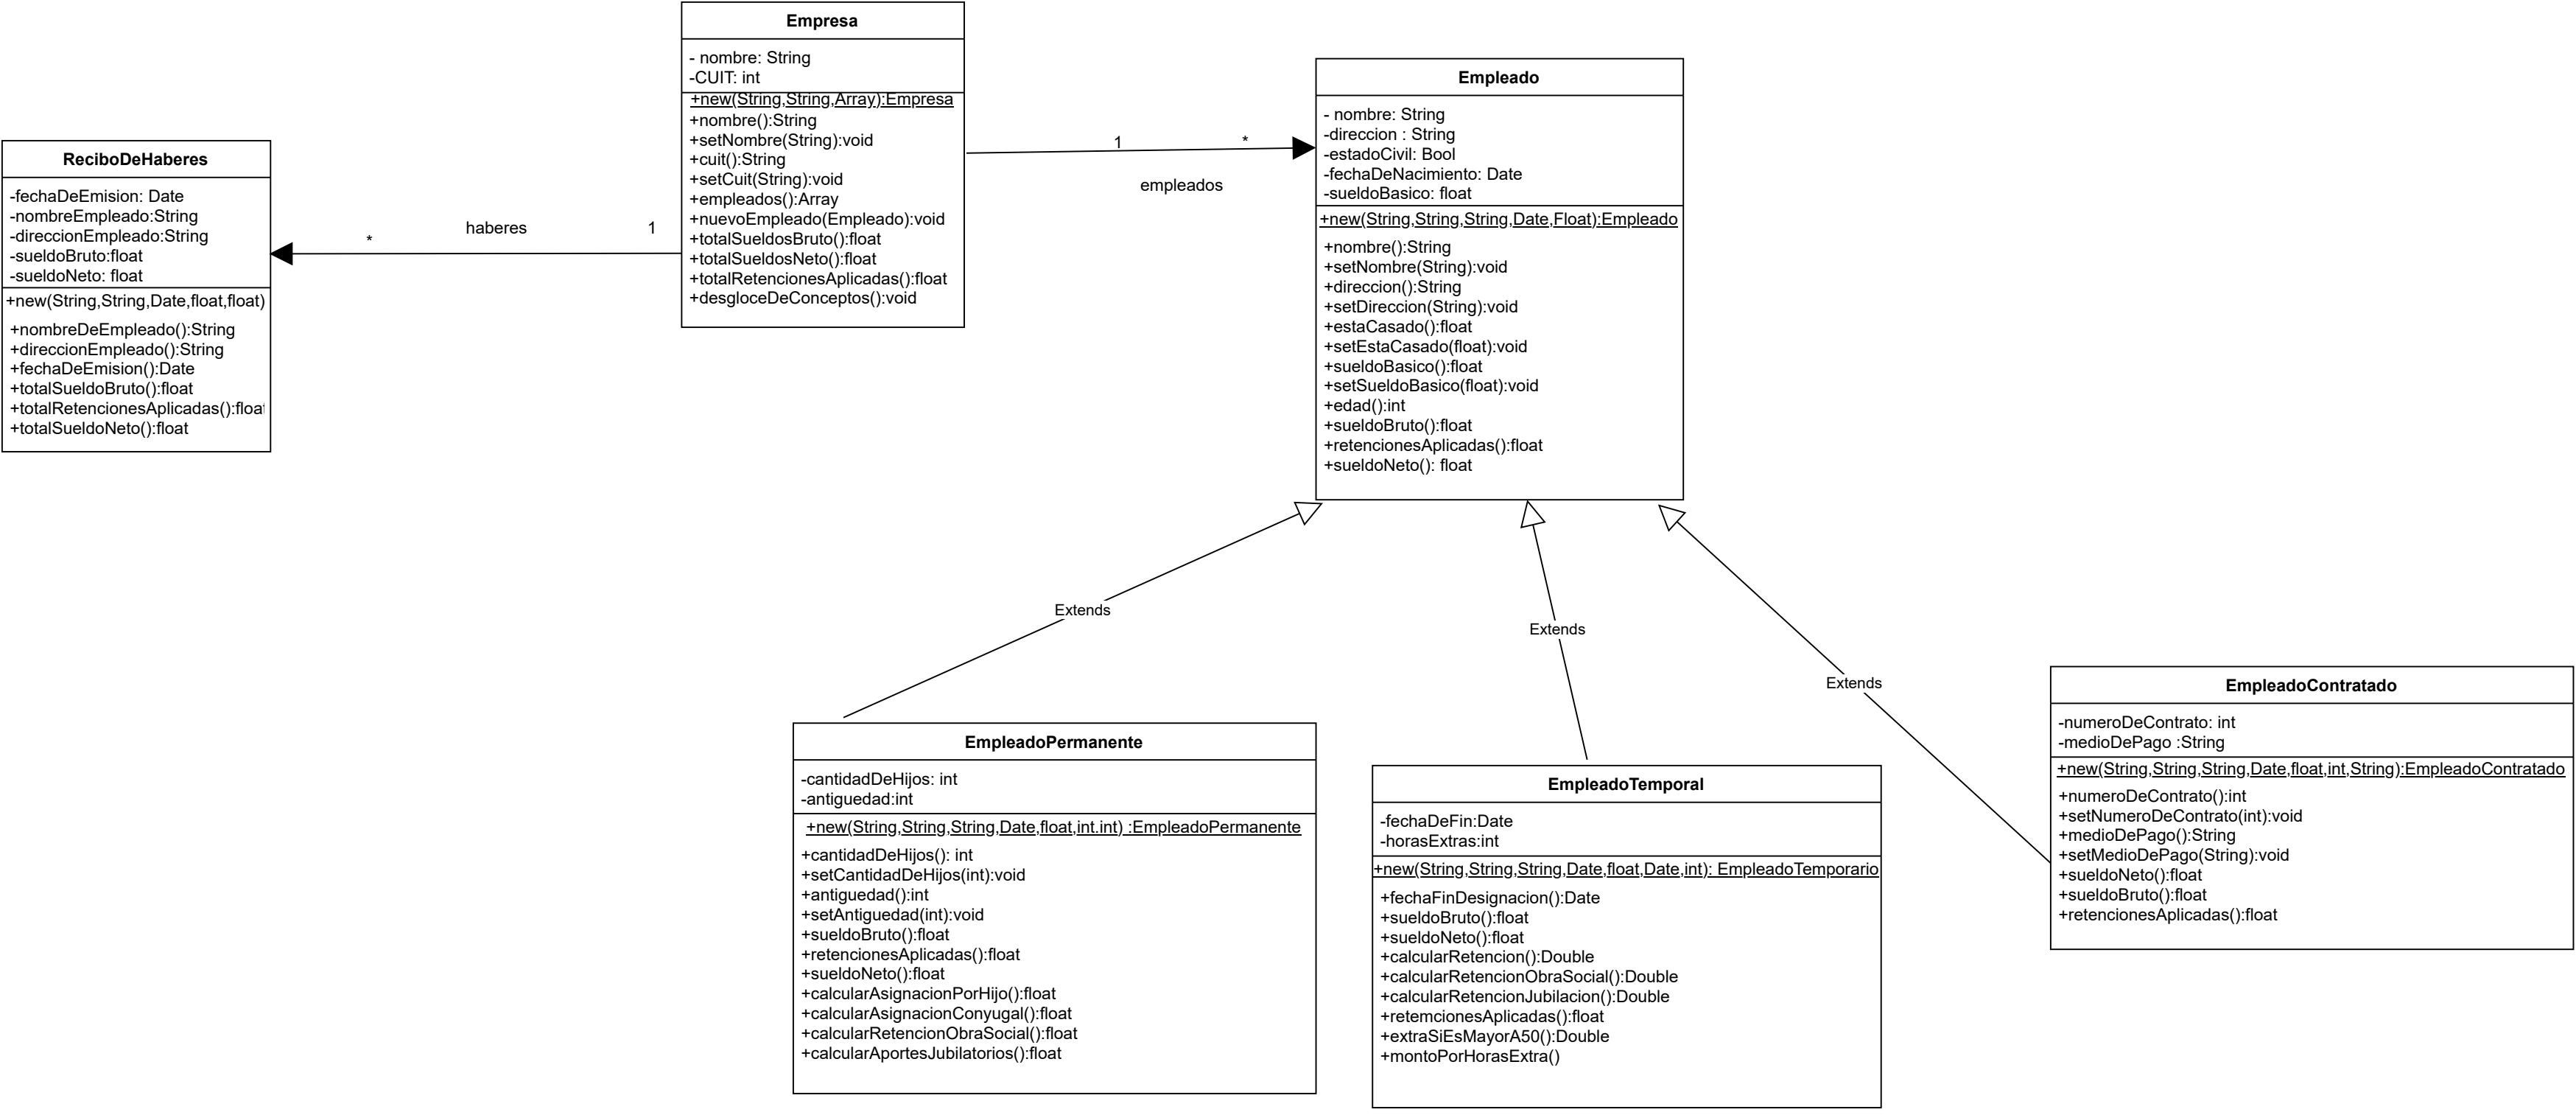 Empresa
- nombre: String
-CUIT: int
+new(String,String,Array):Empresa
+nombre():String
+setNombre(String):void
+cuit():String
+setCuit(String):void
+empleados():Array
+nuevoEmpleado(Empleado):void
+totalSueldosBruto():float
+totalSueldosNeto():float
+totalRetencionesAplicadas():float
+desgloceDeConceptos():void
Empleado
- nombre: String
-direccion : String
-estadoCivil: Bool
-fechaDeNacimiento: Date
-sueldoBasico: float
+new(String,String,String,Date,Float):Empleado
+nombre():String
+setNombre(String):void
+direccion():String
+setDireccion(String):void
+estaCasado():float
+setEstaCasado(float):void
+sueldoBasico():float
+setSueldoBasico(float):void
+edad():int
+sueldoBruto():float
+retencionesAplicadas():float
+sueldoNeto(): float
1
*
empleados
ReciboDeHaberes
-fechaDeEmision: Date
-nombreEmpleado:String
-direccionEmpleado:String
-sueldoBruto:float
-sueldoNeto: float
+new(String,String,Date,float,float)
+nombreDeEmpleado():String
+direccionEmpleado():String
+fechaDeEmision():Date
+totalSueldoBruto():float
+totalRetencionesAplicadas():floa
+totalSueldoNeto():float
*
haberes
1
Extends
Extends
Extends
EmpleadoPermanente
-cantidadDeHijos: int
-antiguedad:int
+new(String,String,String,Date,float,int.int) :EmpleadoPermanente
+cantidadDeHijos(): int
+setCantidadDeHijos(int):void
+antiguedad():int
+setAntiguedad(int):void
+sueldoBruto():float
+retencionesAplicadas():float
+sueldoNeto():float
+calcularAsignacionPorHijo():float
+calcularAsignacionConyugal():float
+calcularRetencionObraSocial():float
+calcularAportesJubilatorios():float
EmpleadoTemporal
-fechaDeFin:Date
-horasExtras:int
+new(String,String,String,Date,float,Date,int): EmpleadoTemporario
+fechaFinDesignacion():Date
+sueldoBruto():float
+sueldoNeto():float
+calcularRetencion():Double
+calcularRetencionObraSocial():Double
+calcularRetencionJubilacion():Double
+retemcionesAplicadas():float
+extraSiEsMayorA50():Double
+montoPorHorasExtra()
EmpleadoContratado
-numeroDeContrato: int
-medioDePago :String
+new(String,String,String,Date,float,int,String):EmpleadoContratado
+numeroDeContrato():int
+setNumeroDeContrato(int):void
+medioDePago():String
+setMedioDePago(String):void
+sueldoNeto():float
+sueldoBruto():float
+retencionesAplicadas():float